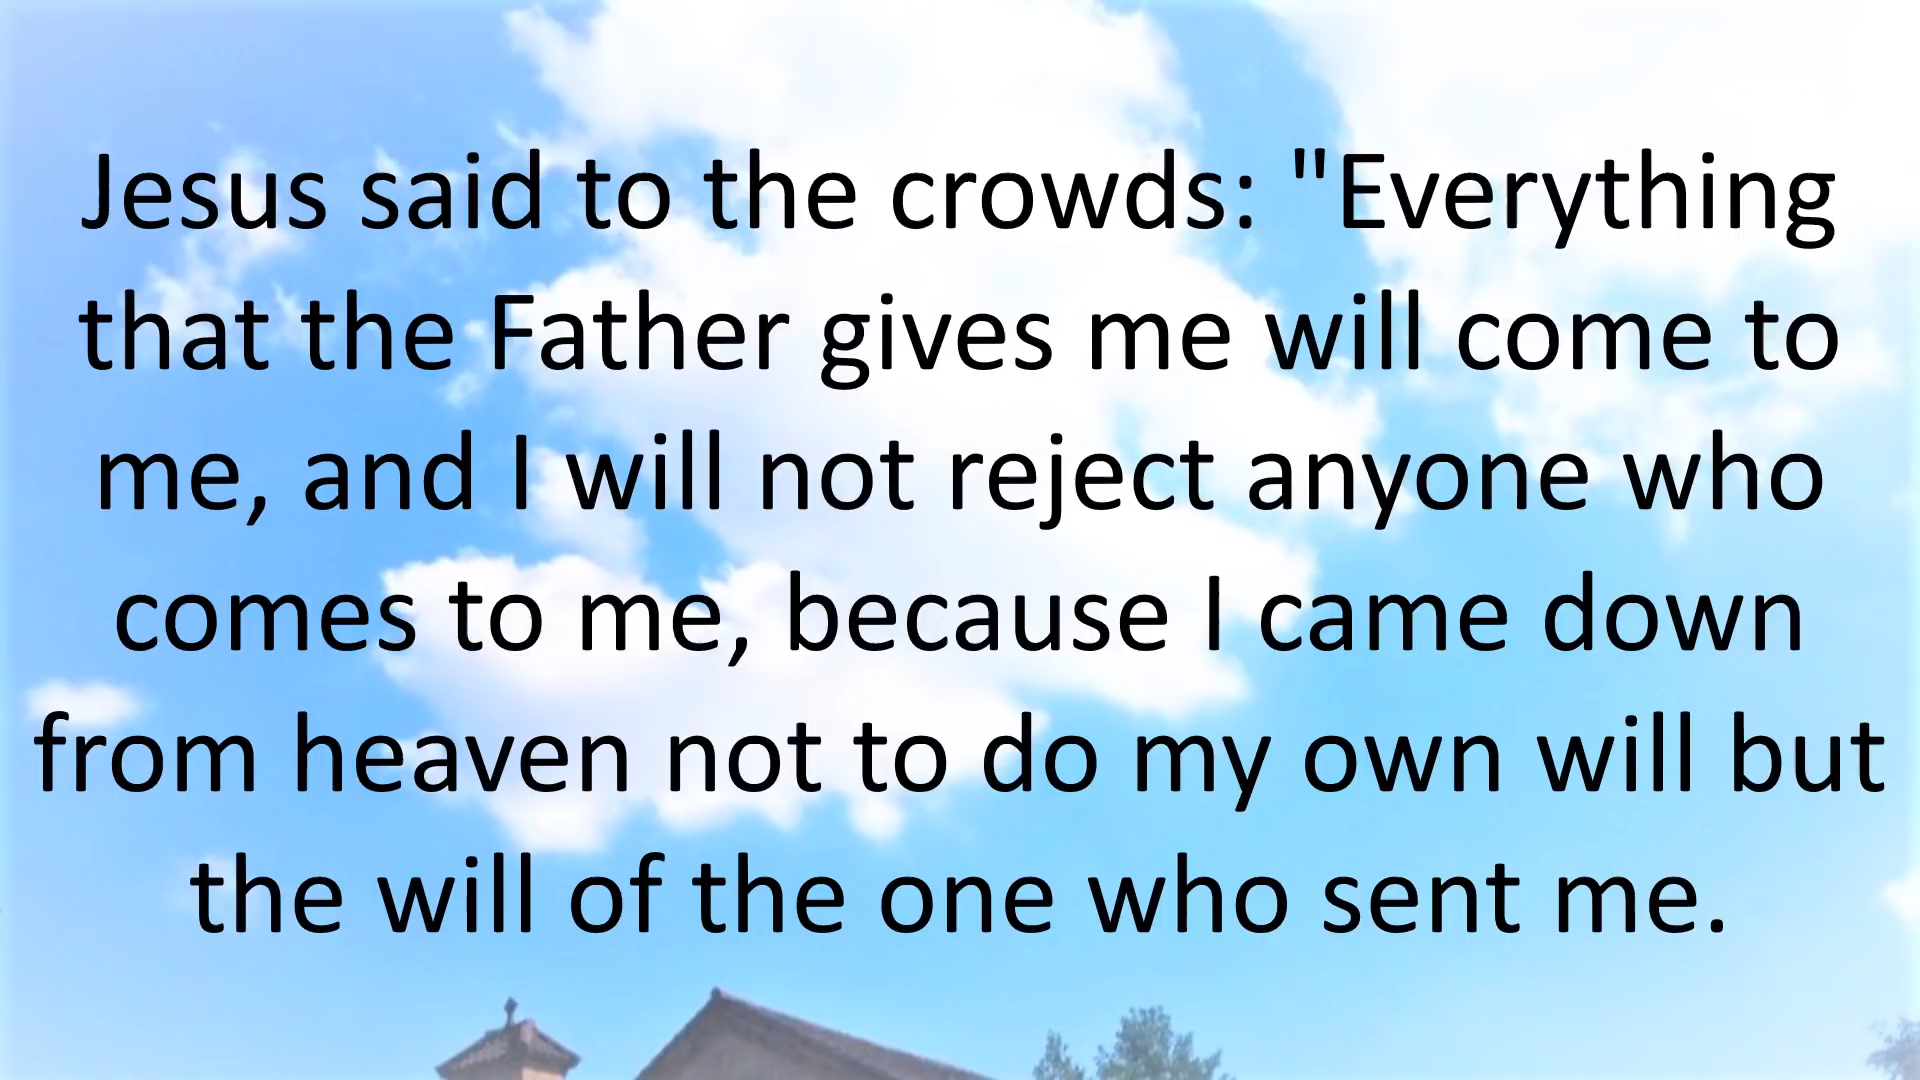 Jesus said to the crowds: "Everything
that the Father gives me will come to
me, and I will not reject anyone who
comes to me, because I came down
from heaven not to do my own will but
the will of the one who sent me.